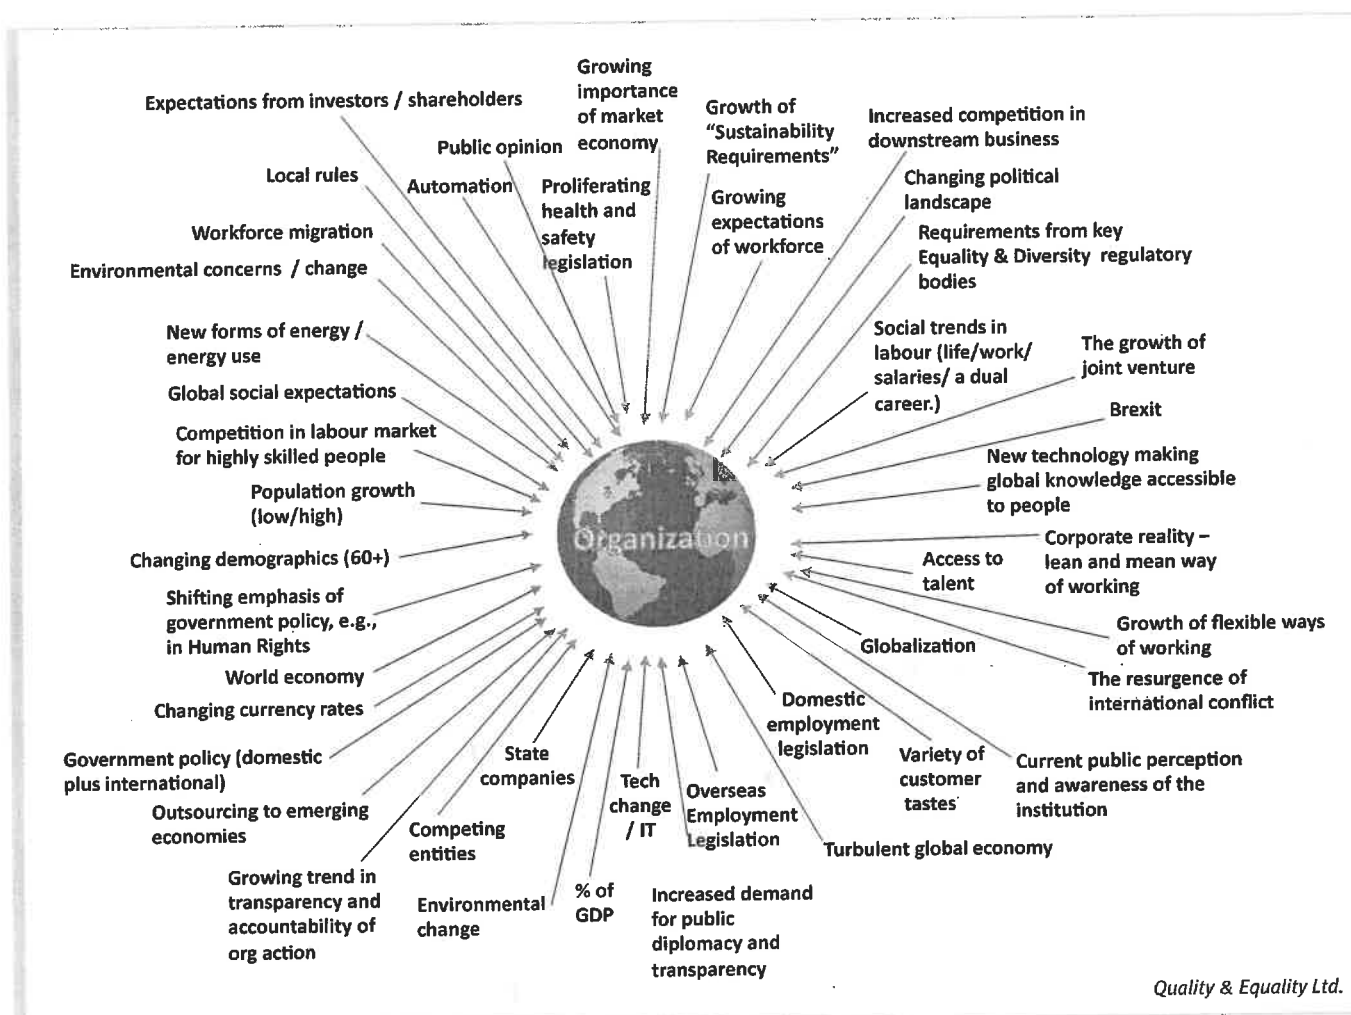 Growing
importance
of market
economy
Expectations from investors / shareholders
Public opinion
Local rules
Automation
Proliferating
health and
safety
legislation
Growth of
“Sustainability
Requirements”
Growing
expectations
of workforce
Increased competition in
downstream business
Changing political
landscape
Requirements from key
Equality & Diversity regulatory
bodies
Workforce migration
Environmental concerns / change
New forms of energy /
energy use
Global social expectations
Competition in labour market
for highly skilled people
Population growth
(low/high)
Changing demographics (60+)
Shifting emphasis of
government policy, e.g.,
in Human Rights
World economy
Changing currency rates
Government policy (domestic
plus international)
Outsourcing to emerging
economies
Growing trend in
transparency and
accountability of
org action
Organization
Social trends in
labour (life/work/
salaries/ a dual
career.)
The growth of
joint venture
Brexit
New technology making
global knowledge accessible
to people
Corporate reality –
lean and mean way
of working
Access to
talent
Growth of flexible ways
of working
Globalization
The resurgence of
international conflict
Domestic
employment
legislation
Variety of
customer
tastes
Current public perception
and awareness of the
institution
State
companies
Competing
entities
Environmental
change
% of
GDP
Tech
change
/ IT
Overseas
Employment
Legislation
Increased demand
for public
diplomacy and
transparency
Turbulent global economy
Quality & Equality Ltd.